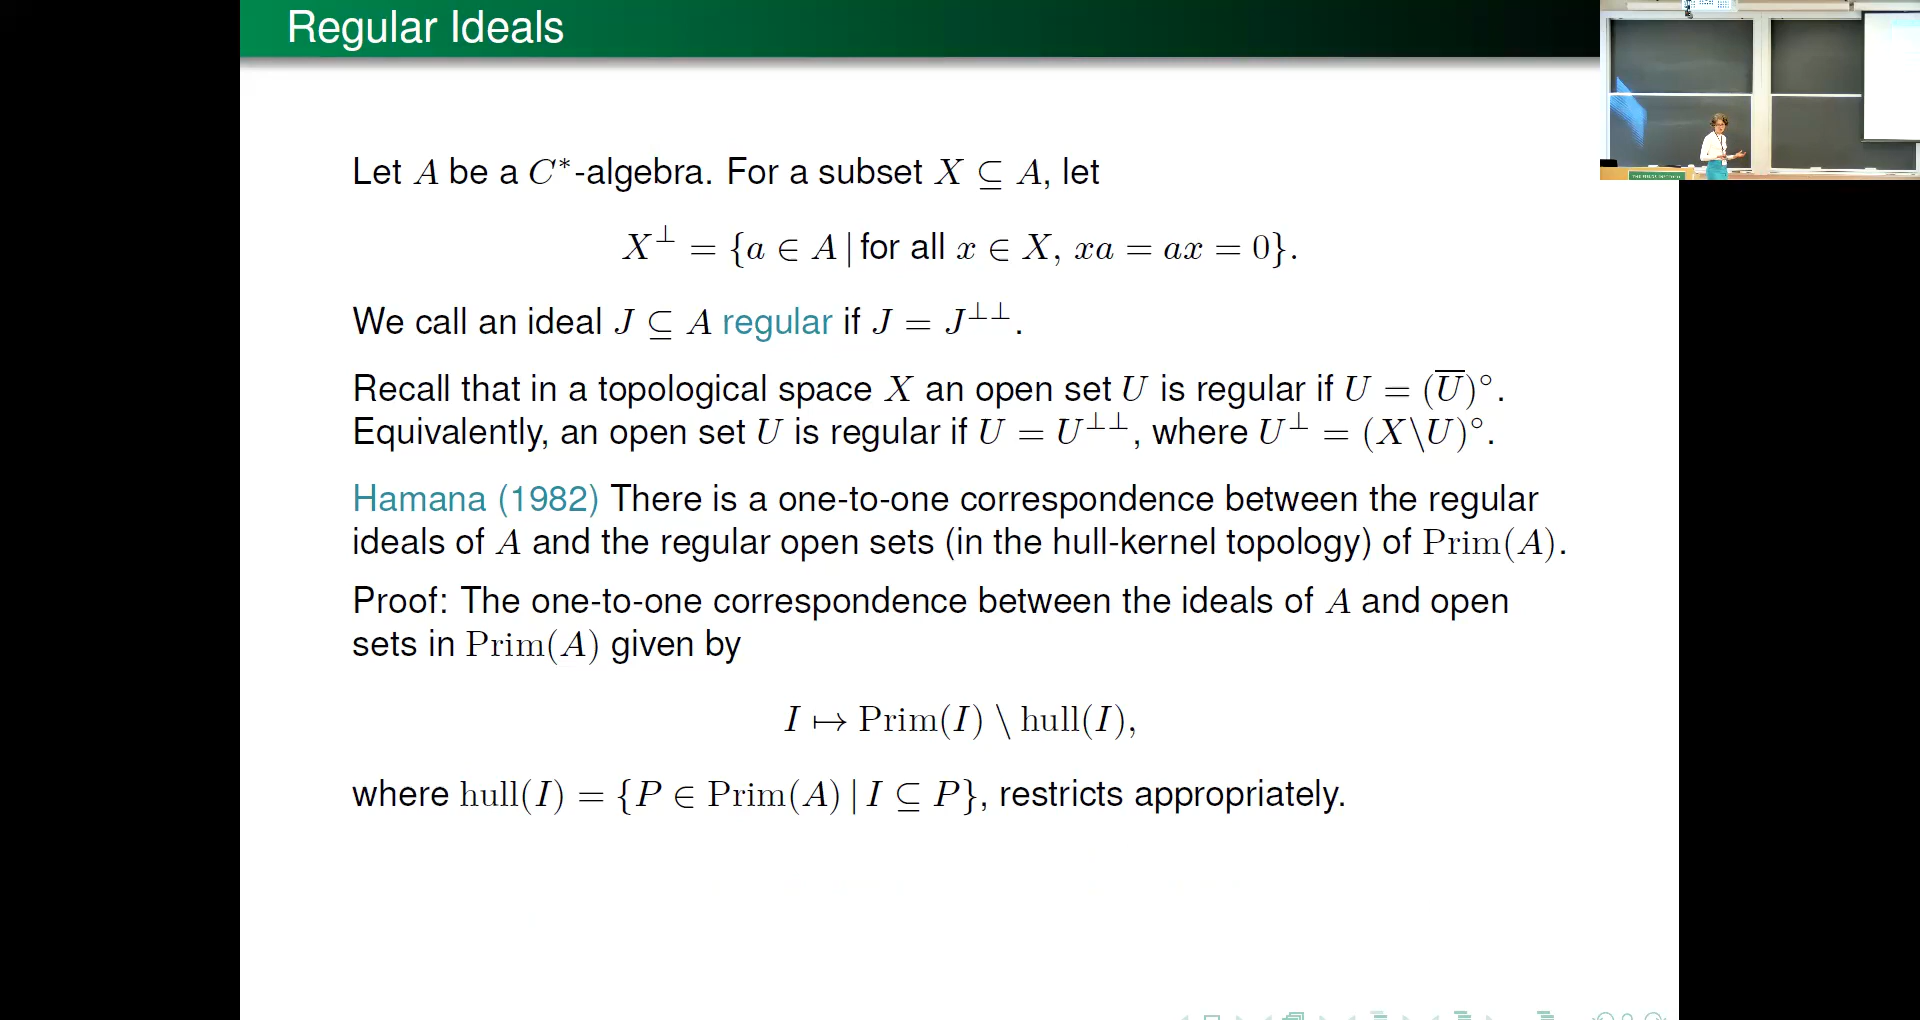 Regular Ideals
Let A be a C*-algebra. For a subset X ⊆ A, let
X^⊥ = {a ∈ A | for all x ∈ X, xa = ax = 0}.
We call an ideal J ⊆ A regular if J = J^⊥⊥.
Recall that in a topological space X an open set U is regular if U = (U̅)°.
Equivalently, an open set U is regular if U = U^⊥⊥, where U^⊥ = (X\U)°.
Hamana (1982) There is a one-to-one correspondence between the regular
ideals of A and the regular open sets (in the hull-kernel topology) of Prim(A).
Proof: The one-to-one correspondence between the ideals of A and open
sets in Prim(A) given by
I ↦ Prim(I) \ hull(I),
where hull(I) = {P ∈ Prim(A) | I ⊆ P}, restricts appropriately.